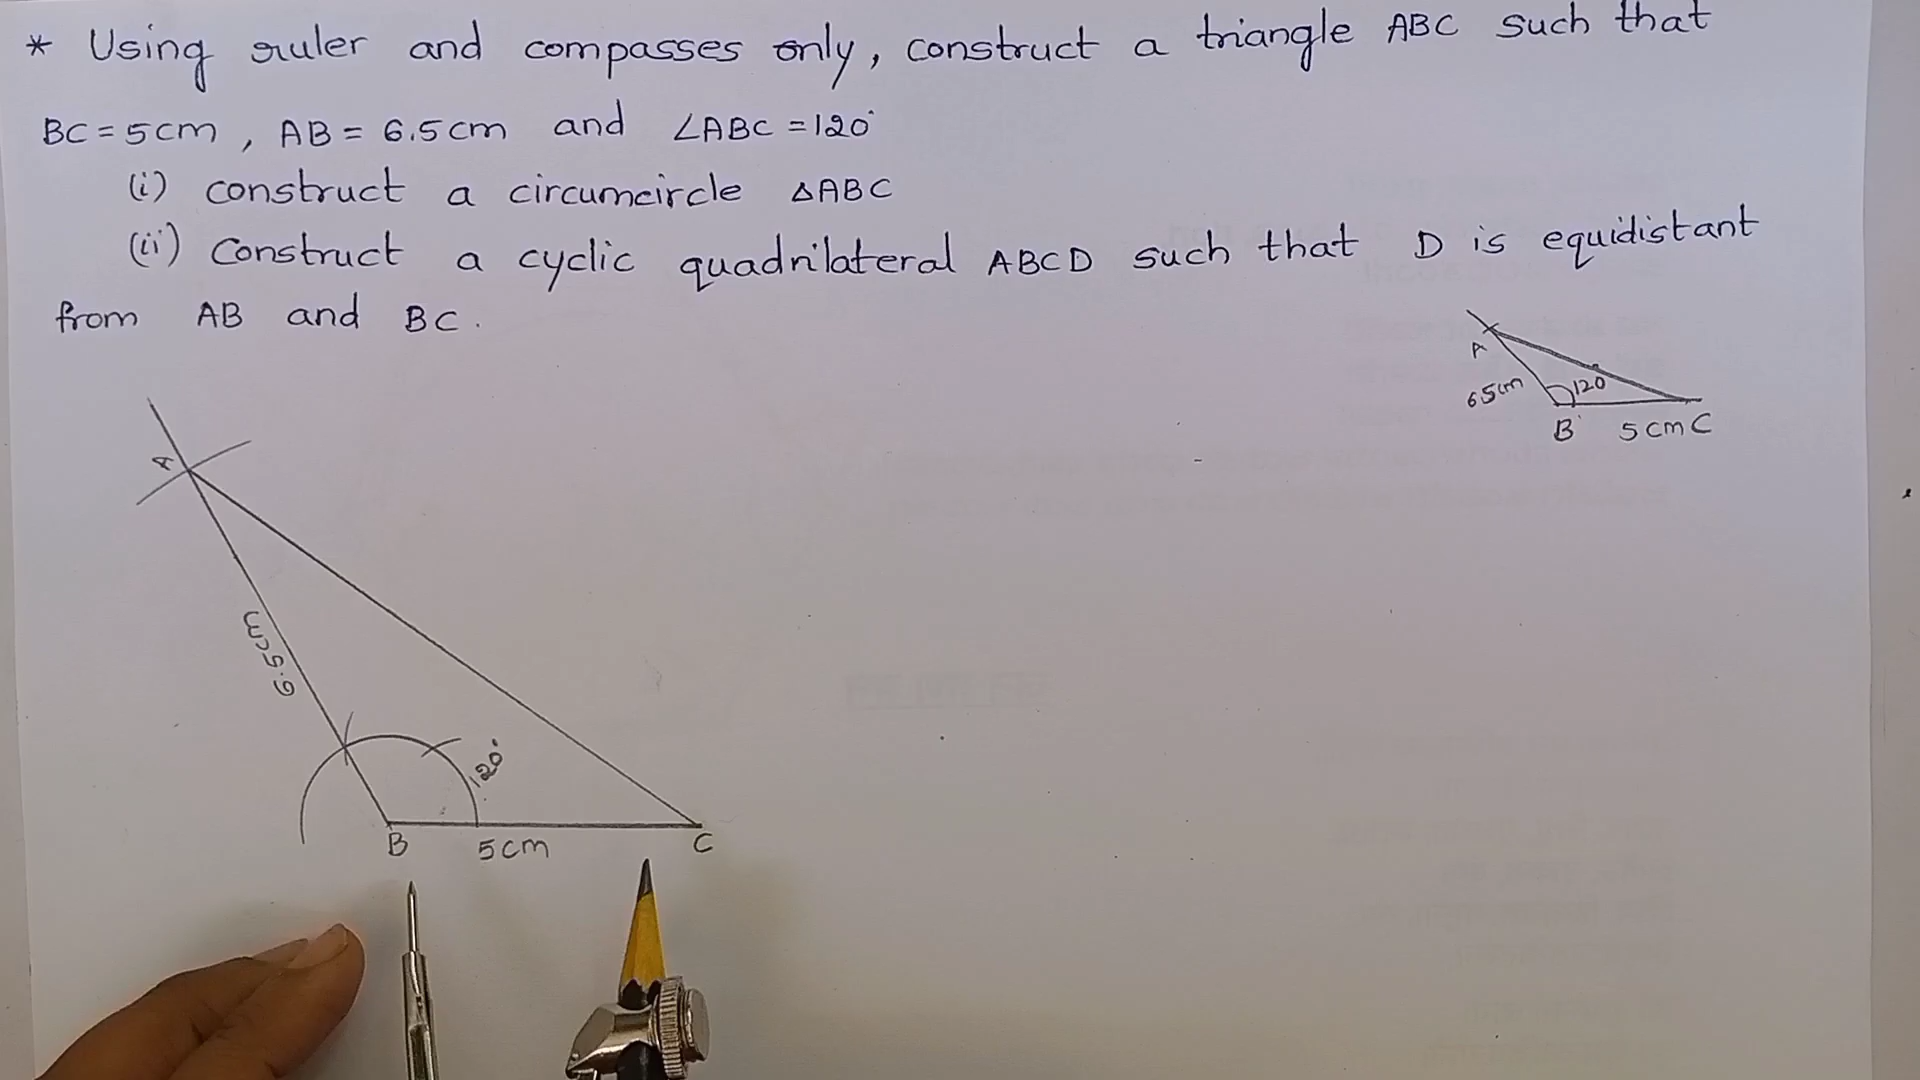 * Using ruler and compasses only, construct a triangle ABC such that
BC = 5cm, AB = 6.5cm and ∠ABC = 120°
(i) construct a circumcircle △ABC
(ii) Construct a cyclic quadrilateral ABCD such that D is equidistant
from AB and BC.
A
6.5cm
120
B
5cm C
A
6.5cm
120°
B
5cm
C